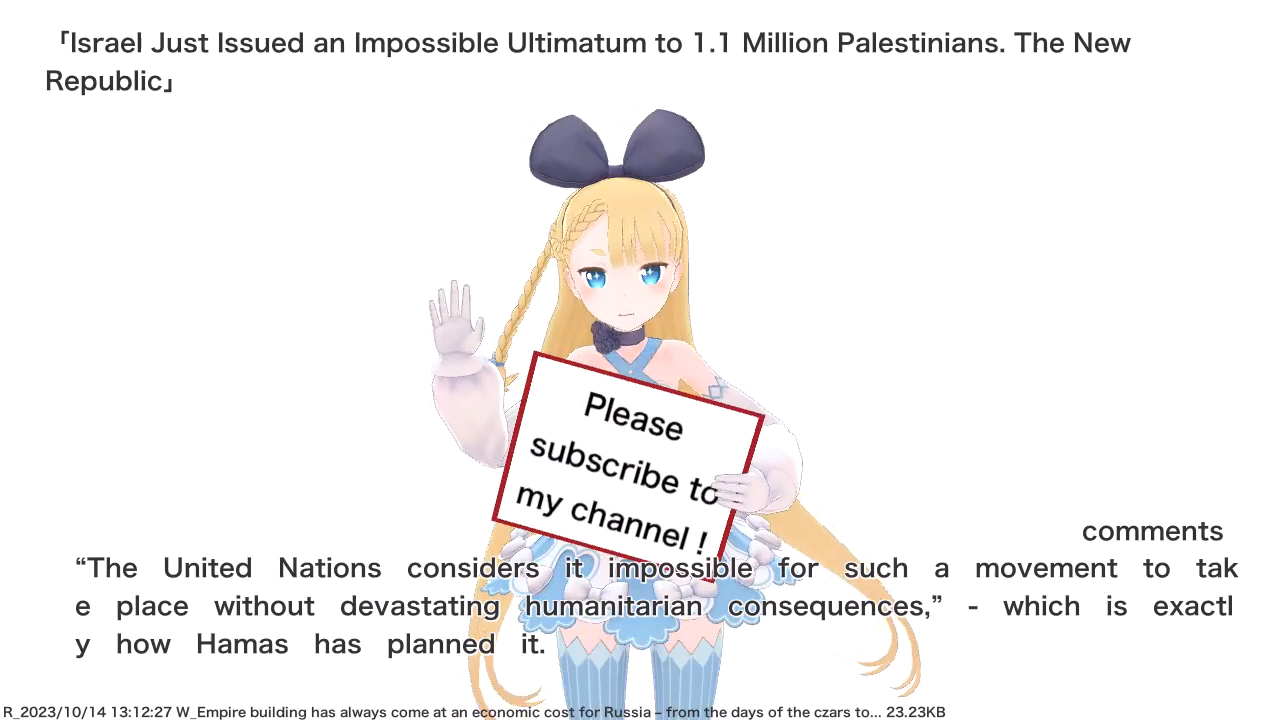 「Israel Just Issued an Impossible Ultimatum to 1.1 Million Palestinians. The New
Republic」
Please
subscribe to
my channel !
comments
“The United Nations considers it impossible for such a movement to tak
e place without devastating humanitarian consequences,” - which is exactl
y how Hamas has planned it.
R_2023/10/14 13:12:27 W_Empire building has always come at an economic cost for Russia – from the days of the czars to... 23.23KB